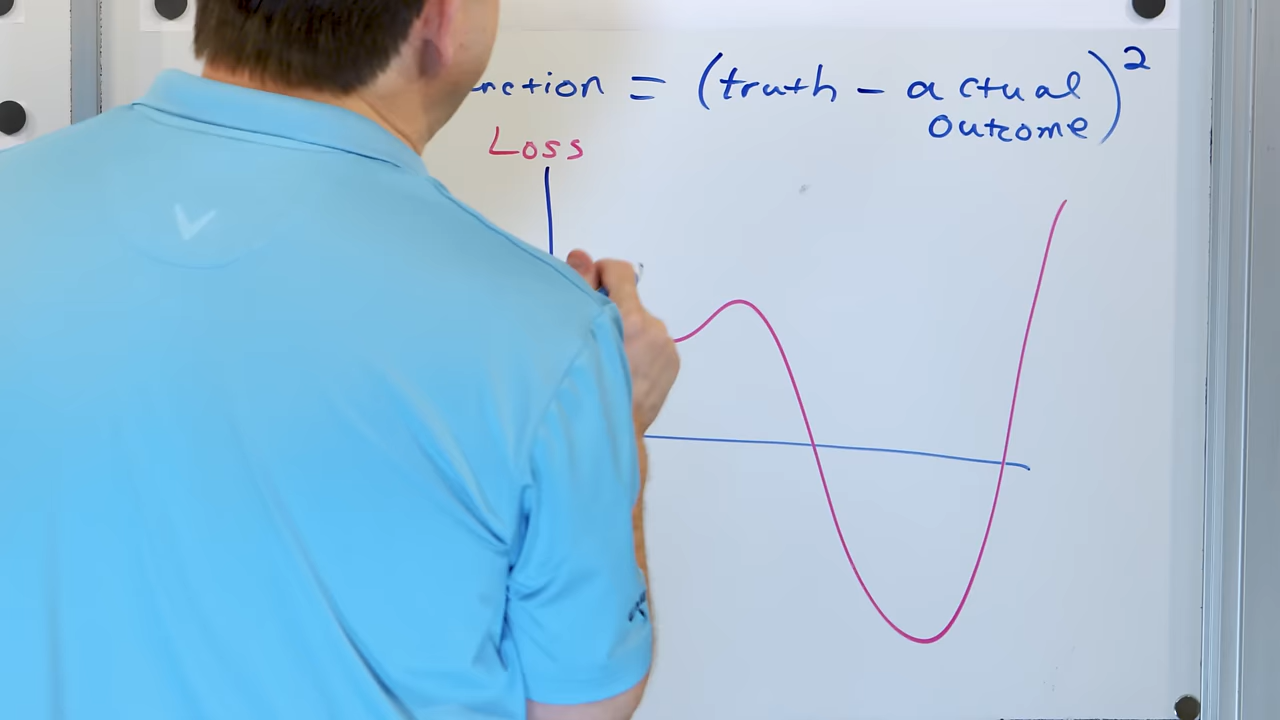 nction = (truth - actual
outcome)²
Loss